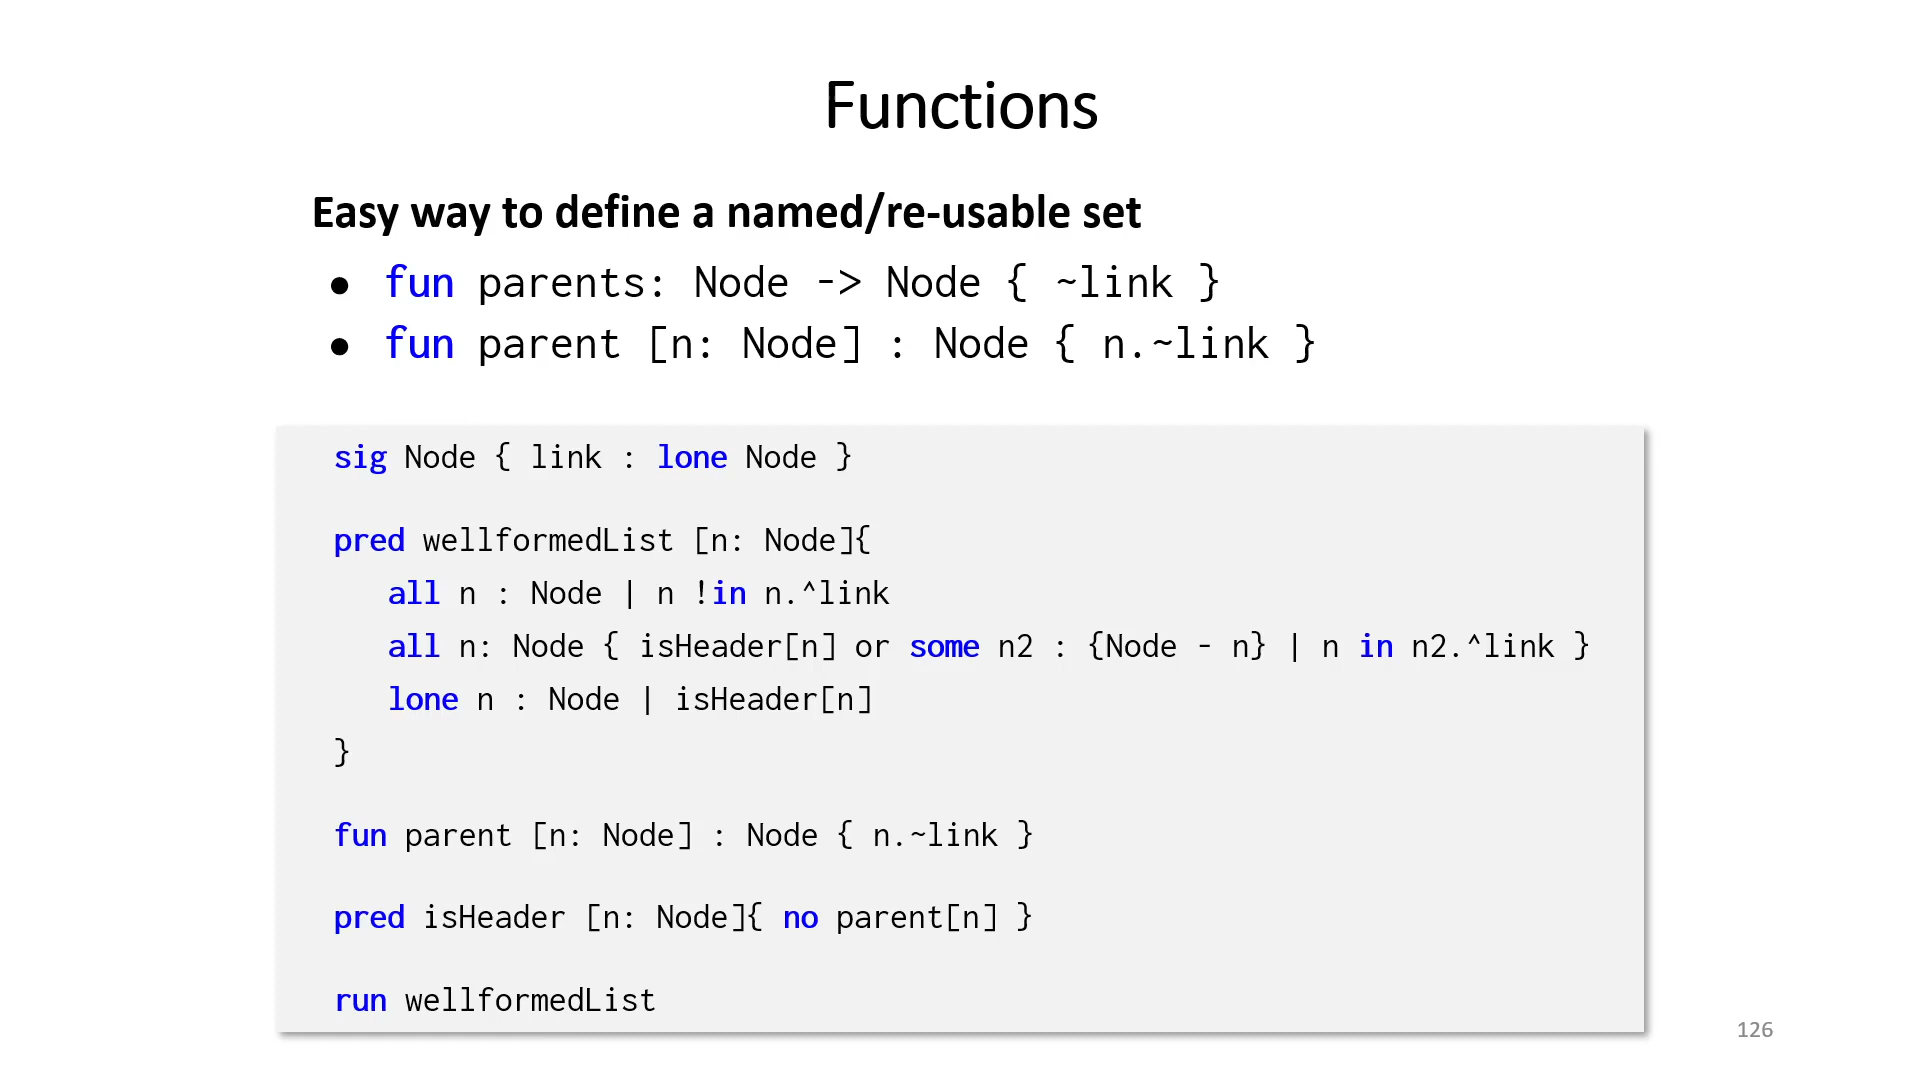 Functions
Easy way to define a named/re-usable set
● fun parents: Node -> Node { ~link }
● fun parent [n: Node] : Node { n.~link }
sig Node { link : lone Node }
pred wellformedList [n: Node]{
all n : Node | n !in n.^link
all n: Node { isHeader[n] or some n2 : {Node - n} | n in n2.^link }
lone n : Node | isHeader[n]
}
fun parent [n: Node] : Node { n.~link }
pred isHeader [n: Node]{ no parent[n] }
run wellformedList
126